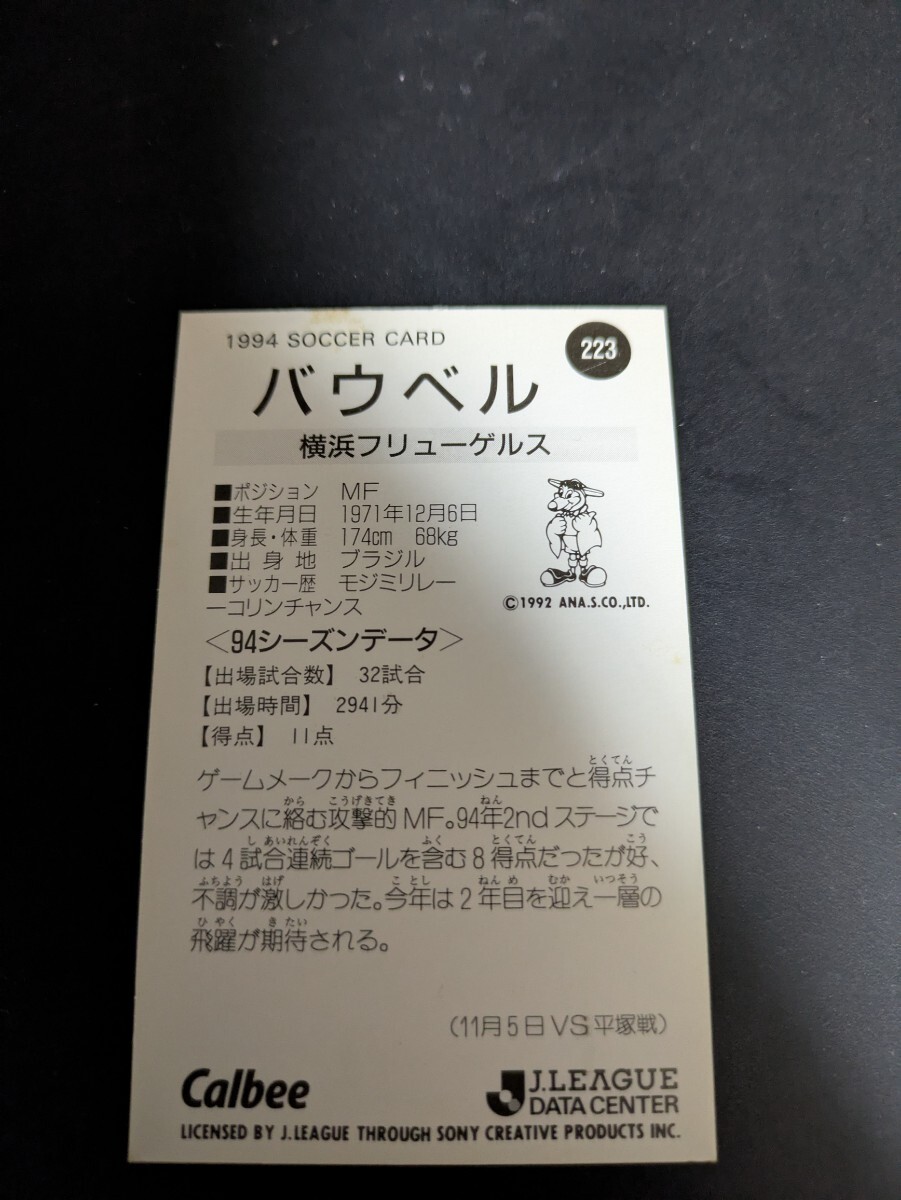 1994 SOCCER CARD
223
バウベル
横浜フリューゲルス
■ポジション MF
■生年月日 1971年12月6日
■身長・体重 174cm 68kg
■出身地 ブラジル
■サッカー歴 モジミリレー
ーコリンチャンス
©1992 ANA.S.CO.,LTD.
<94シーズンデータ>
【出場試合数】 32試合
【出場時間】 2941分
【得点】 11点
ゲームメークからフィニッシュまでと得点チ
ャンスに絡む攻撃的MF。94年2ndステージで
は4試合連続ゴールを含む8得点だったが好、
不調が激しかった。今年は2年目を迎え一層の
飛躍が期待される。
(11月5日VS平塚戦)
Calbee
J.LEAGUE
DATA CENTER
LICENSED BY J.LEAGUE THROUGH SONY CREATIVE PRODUCTS INC.